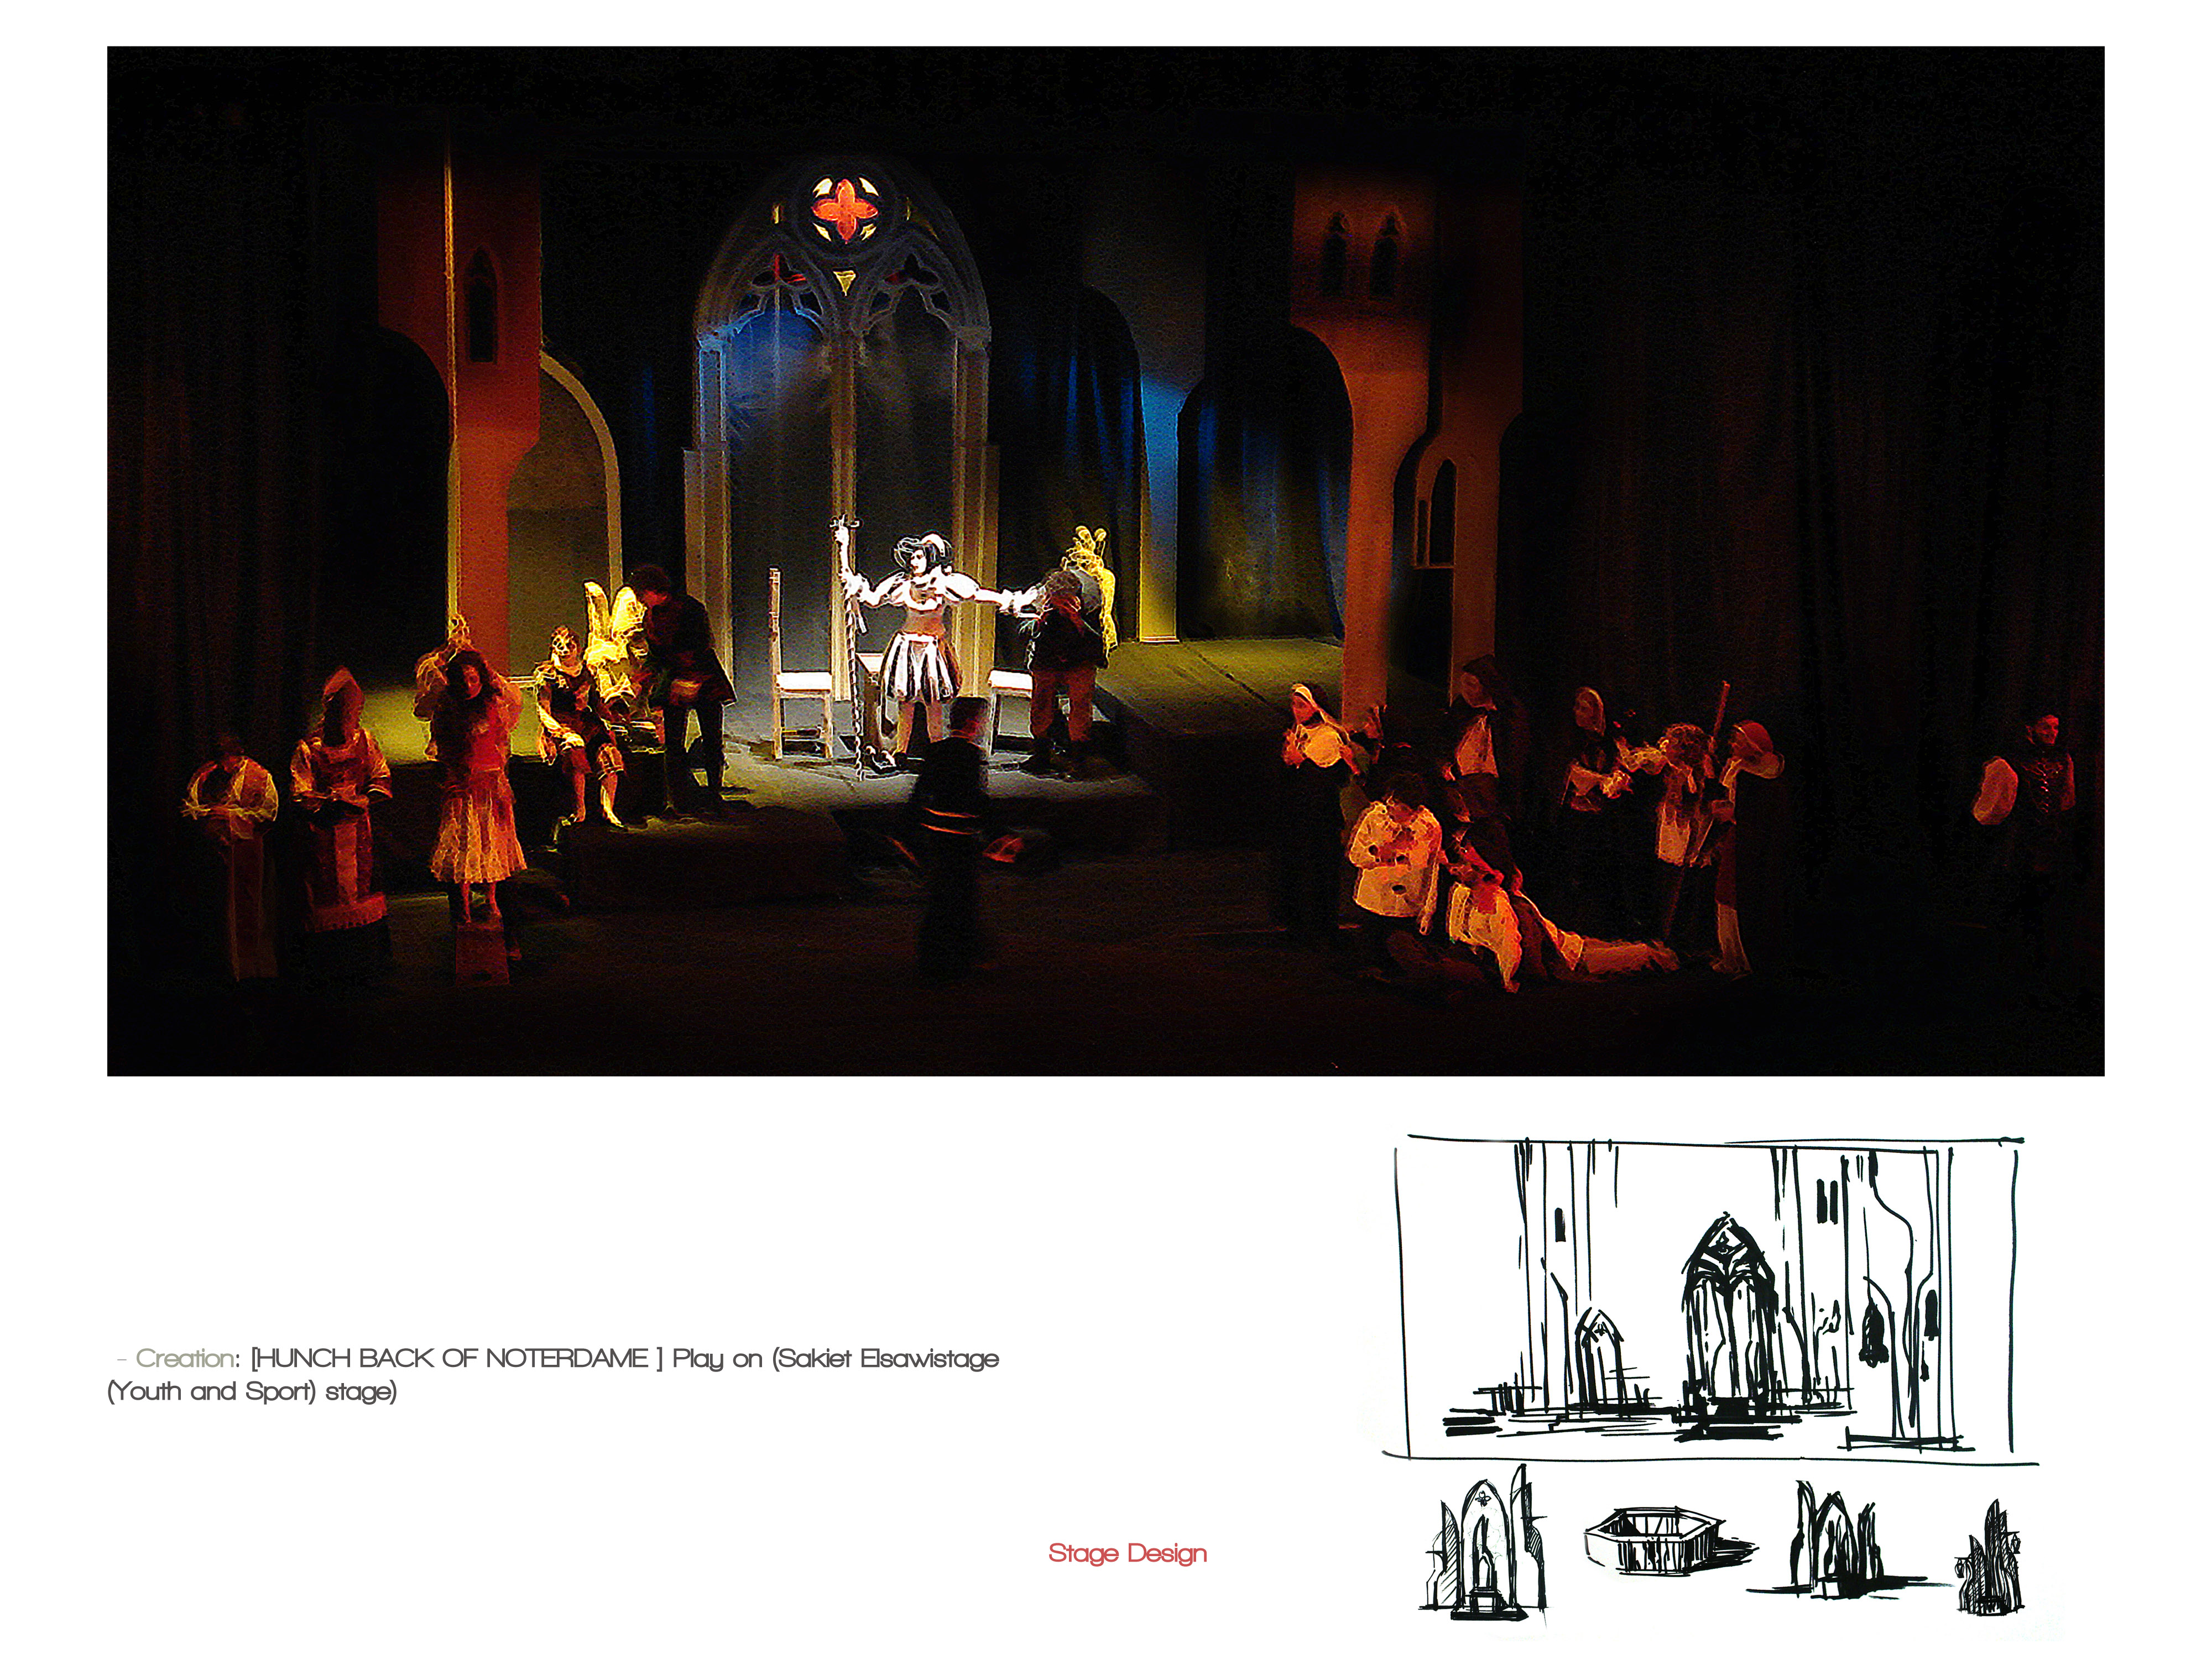 - Creation: [HUNCH BACK OF NOTERDAME ] Play on (Sakiet Elsawistage
(Youth and Sport) stage)
Stage Design